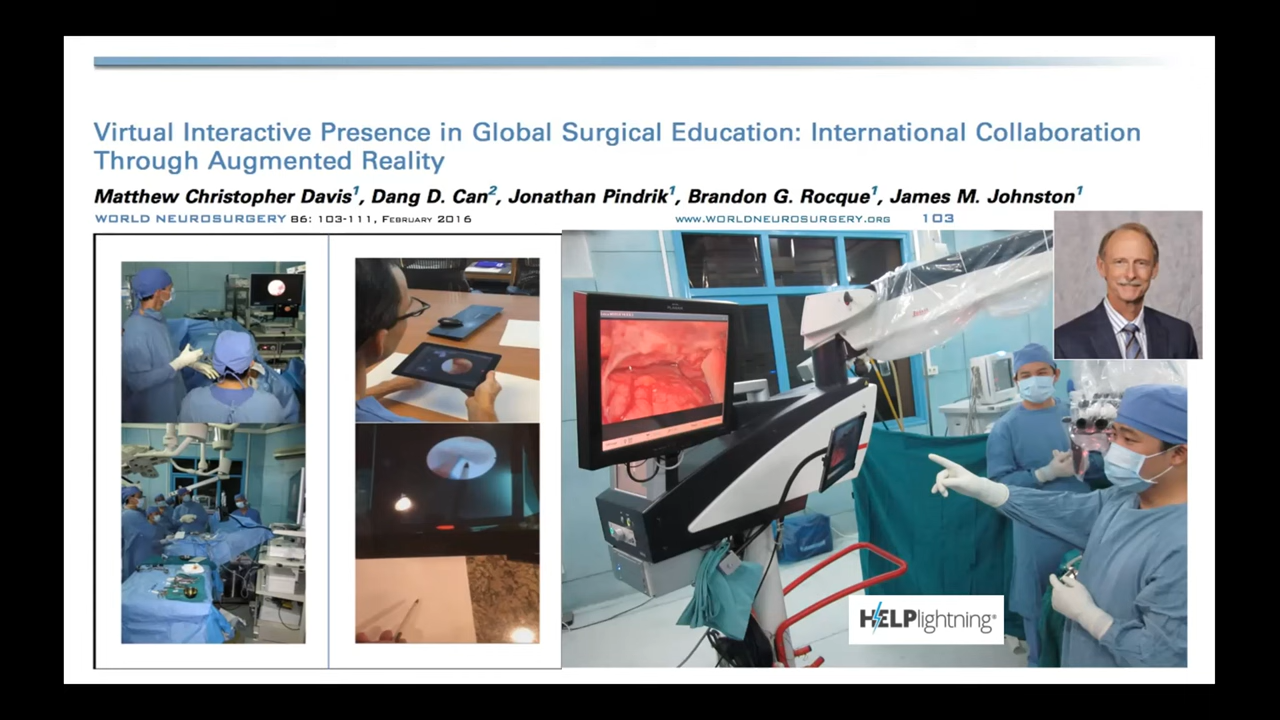 Virtual Interactive Presence in Global Surgical Education: International Collaboration
Through Augmented Reality
Matthew Christopher Davis1, Dang D. Can2, Jonathan Pindrik1, Brandon G. Rocque1, James M. Johnston1
WORLD NEUROSURGERY 86: 103-111, FEBRUARY 2016
WWW.WORLDNEUROSURGERY.ORG 103
HELPlightning®